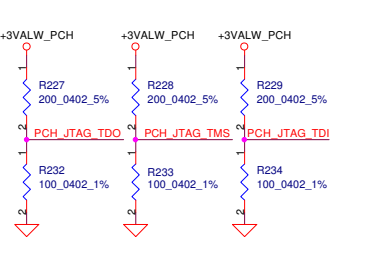 +3VALW_PCH +3VALW_PCH +3VALW_PCH
1 1 1
R227 R228 R229
200_0402_5% 200_0402_5% 200_0402_5%
2 2 2
PCH_JTAG_TDO PCH_JTAG_TMS PCH_JTAG_TDI
1 1 1
R232 R233 R234
100_0402_1% 100_0402_1% 100_0402_1%
2 2 2